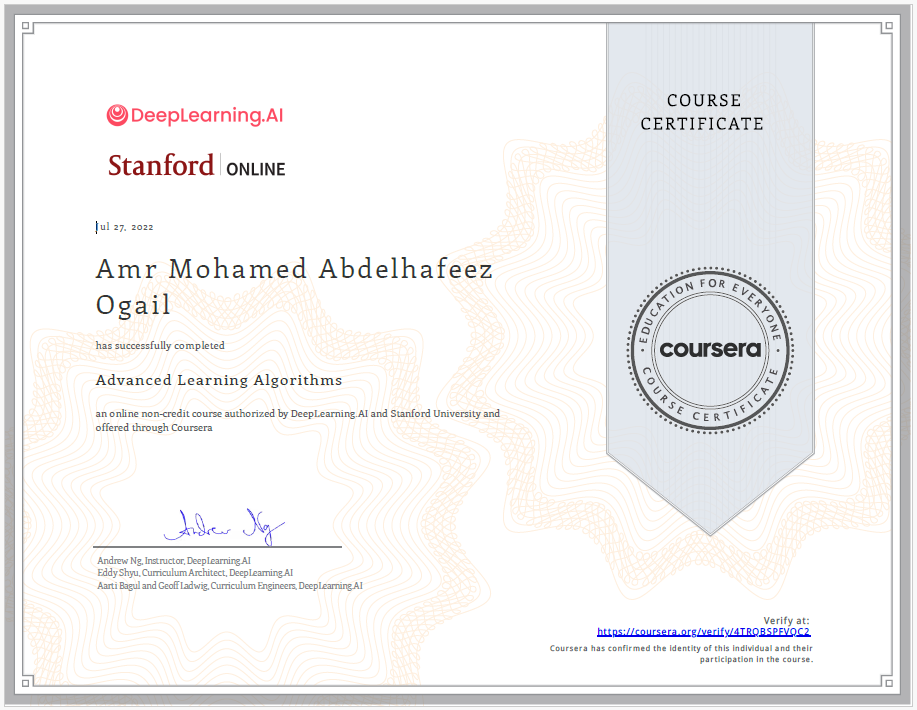 DeepLearning.AI
Stanford | ONLINE
Jul 27, 2022
Amr Mohamed Abdelhafeez
Ogail
has successfully completed
Advanced Learning Algorithms
an online non-credit course authorized by DeepLearning.AI and Stanford University and
offered through Coursera
Andrew Ng
Andrew Ng, Instructor, DeepLearning.AI
Eddy Shyu, Curriculum Architect, DeepLearning.AI
Aarti Bagul and Geoff Ladwig, Curriculum Engineers, DeepLearning.AI
COURSE
CERTIFICATE
EDUCATION FOR EVERYONE
coursera
COURSE CERTIFICATE
Verify at:
https://coursera.org/verify/4TRQBSPFVQC2
Coursera has confirmed the identity of this individual and their
participation in the course.